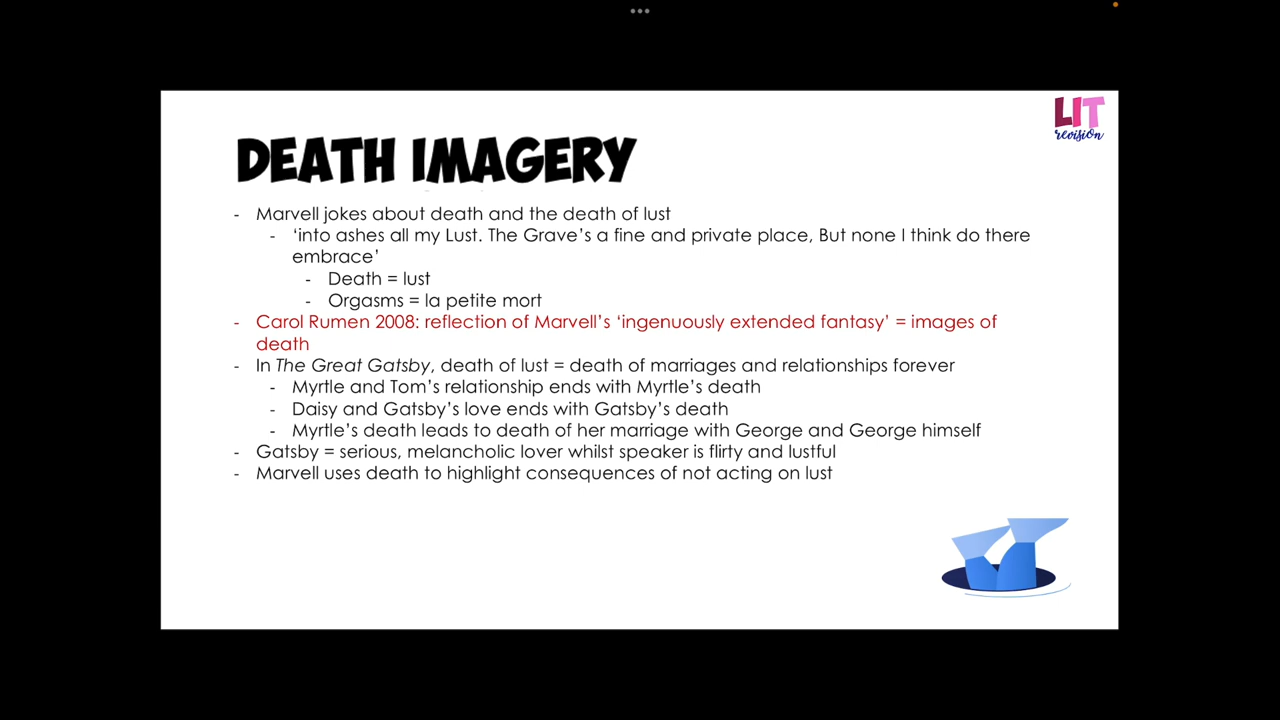 LIT
revision
DEATH IMAGERY
- Marvell jokes about death and the death of lust
- ‘into ashes all my Lust. The Grave’s a fine and private place, But none I think do there
embrace’
- Death = lust
- Orgasms = la petite mort
- Carol Rumen 2008: reflection of Marvell’s ‘ingenuously extended fantasy’ = images of
death
- In The Great Gatsby, death of lust = death of marriages and relationships forever
- Myrtle and Tom’s relationship ends with Myrtle’s death
- Daisy and Gatsby’s love ends with Gatsby’s death
- Myrtle’s death leads to death of her marriage with George and George himself
- Gatsby = serious, melancholic lover whilst speaker is flirty and lustful
- Marvell uses death to highlight consequences of not acting on lust